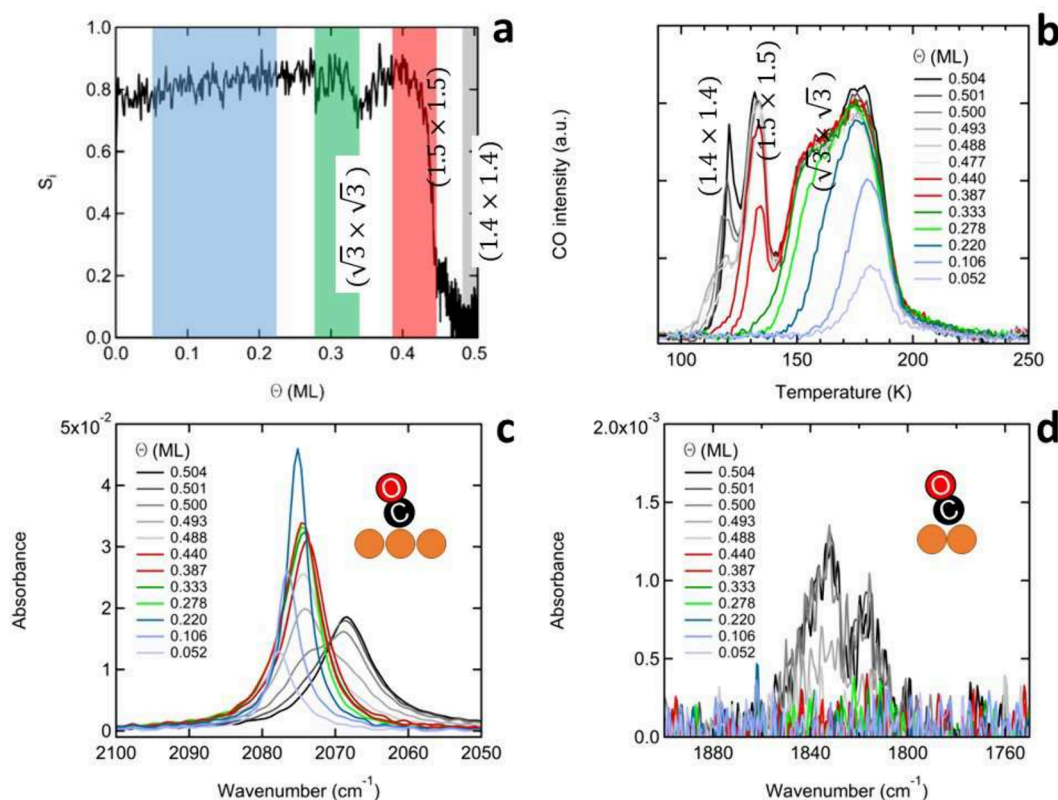 a
1.0
0.8
0.6
0.4
0.2
0.0
Si
0.0 0.1 0.2 0.3 0.4 0.5
Θ (ML)
(√3 × √3)
(1.5 × 1.5)
(1.4 × 1.4)
b
CO intensity (a.u.)
(1.4 × 1.4)
(1.5 × 1.5)
(√3 × √3)
Θ (ML)
0.504
0.501
0.500
0.493
0.488
0.477
0.440
0.387
0.333
0.278
0.220
0.106
0.052
100 150 200 250
Temperature (K)
c
5x10-2
4
3
2
1
0
Absorbance
Θ (ML)
0.504
0.501
0.500
0.493
0.488
0.440
0.387
0.333
0.278
0.220
0.106
0.052
O
C
2100 2080 2060 2050
Wavenumber (cm-1)
d
2.0x10-3
1.5
1.0
0.5
0.0
Absorbance
Θ (ML)
0.504
0.501
0.500
0.493
0.488
0.440
0.387
0.333
0.278
0.220
0.106
0.052
O
C
1880 1840 1800 1760
Wavenumber (cm-1)